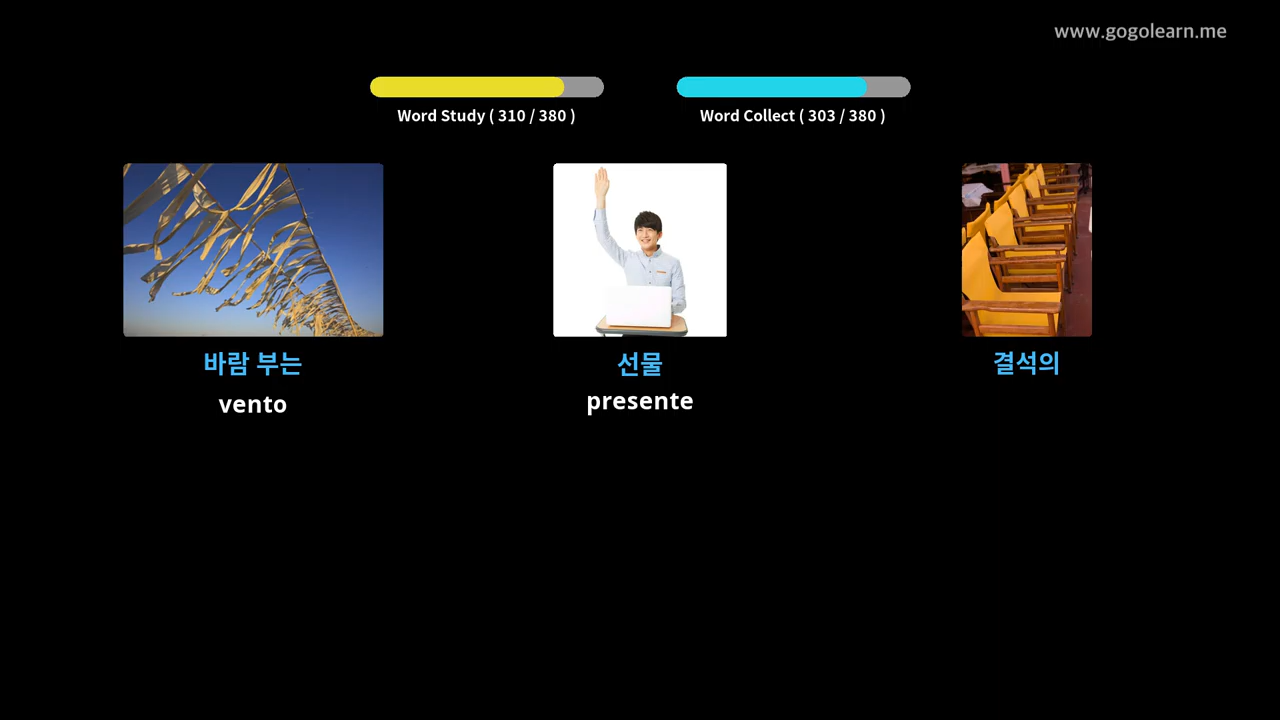 www.gogolearn.me
Word Study ( 310 / 380 )
Word Collect ( 303 / 380 )
바람 부는
선물
결석의
vento
presente